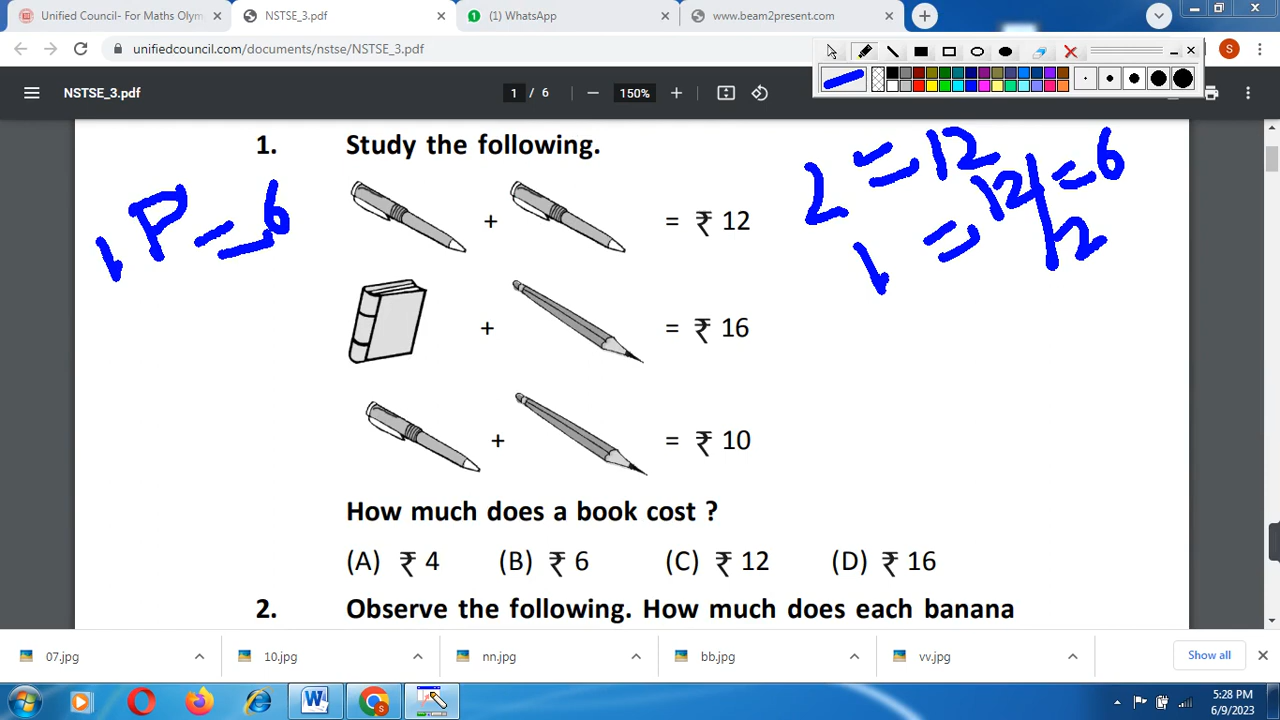 Unified Council- For Maths Olym
NSTSE_3.pdf
(1) WhatsApp
www.beam2present.com
unifiedcouncil.com/documents/nstse/NSTSE_3.pdf
S
NSTSE_3.pdf
1 / 6
150%
1. Study the following.
+ = ₹ 12
+ = ₹ 16
+ = ₹ 10
1 P = 6
2 = 12
1 = 12/2 = 6
How much does a book cost ?
(A) ₹ 4 (B) ₹ 6 (C) ₹ 12 (D) ₹ 16
2. Observe the following. How much does each banana
07.jpg
10.jpg
nn.jpg
bb.jpg
vv.jpg
Show all
5:28 PM
6/9/2023